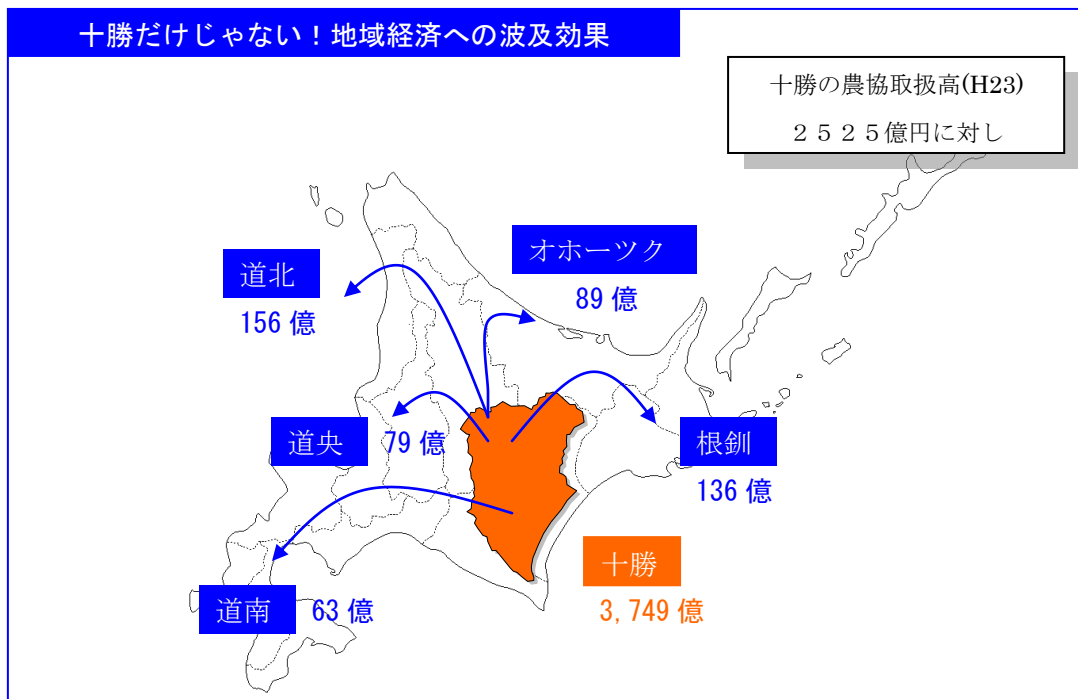 十勝だけじゃない！地域経済への波及効果
十勝の農協取扱高(H23)
２５２５億円に対し
オホーツク
89 億
道北
156 億
道央
79 億
根釧
136 億
十勝
3,749 億
道南
63 億